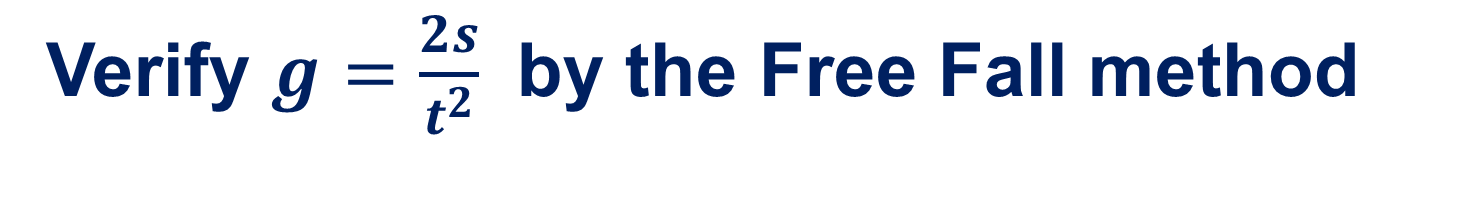 Verify g = 2s/t² by the Free Fall method